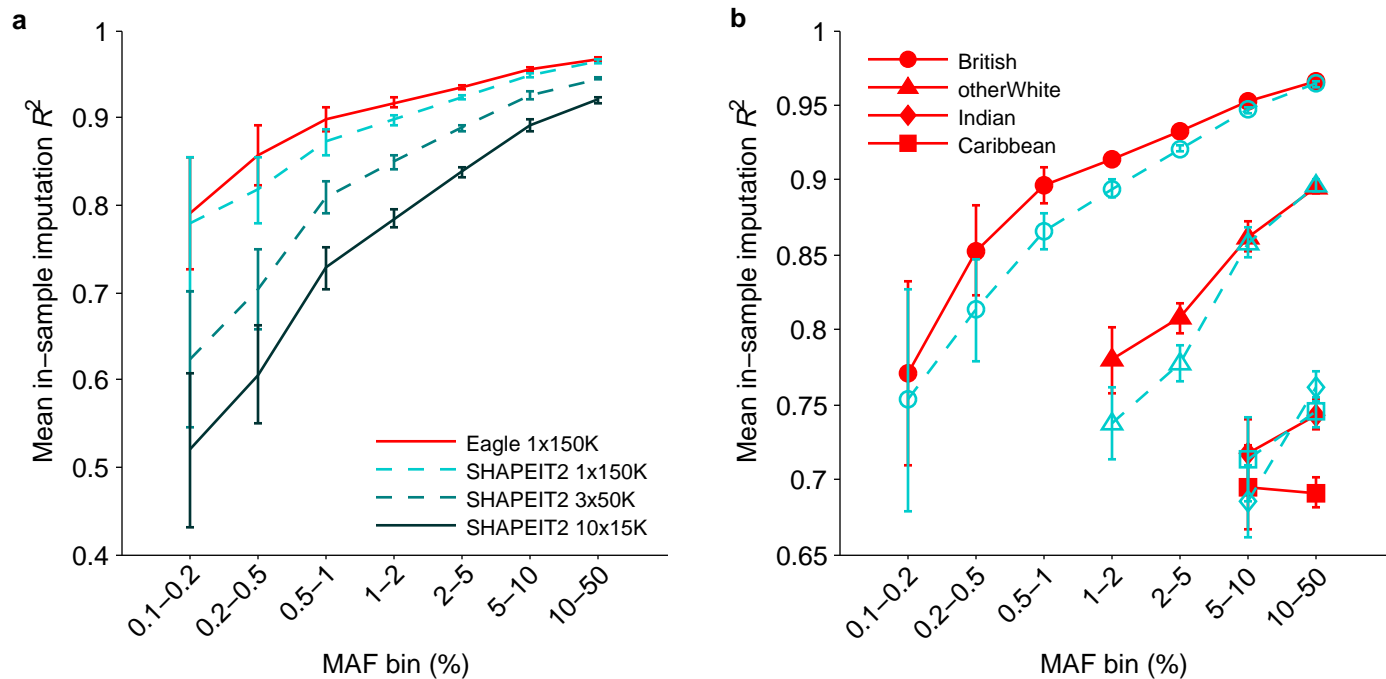 a
Mean in−sample imputation R²
1
0.9
0.8
0.7
0.6
0.5
0.4
Eagle 1x150K
SHAPEIT2 1x150K
SHAPEIT2 3x50K
SHAPEIT2 10x15K
0.1−0.2
0.2−0.5
0.5−1
1−2
2−5
5−10
10−50
MAF bin (%)
b
Mean in−sample imputation R²
1
0.95
0.9
0.85
0.8
0.75
0.7
0.65
British
otherWhite
Indian
Caribbean
0.1−0.2
0.2−0.5
0.5−1
1−2
2−5
5−10
10−50
MAF bin (%)